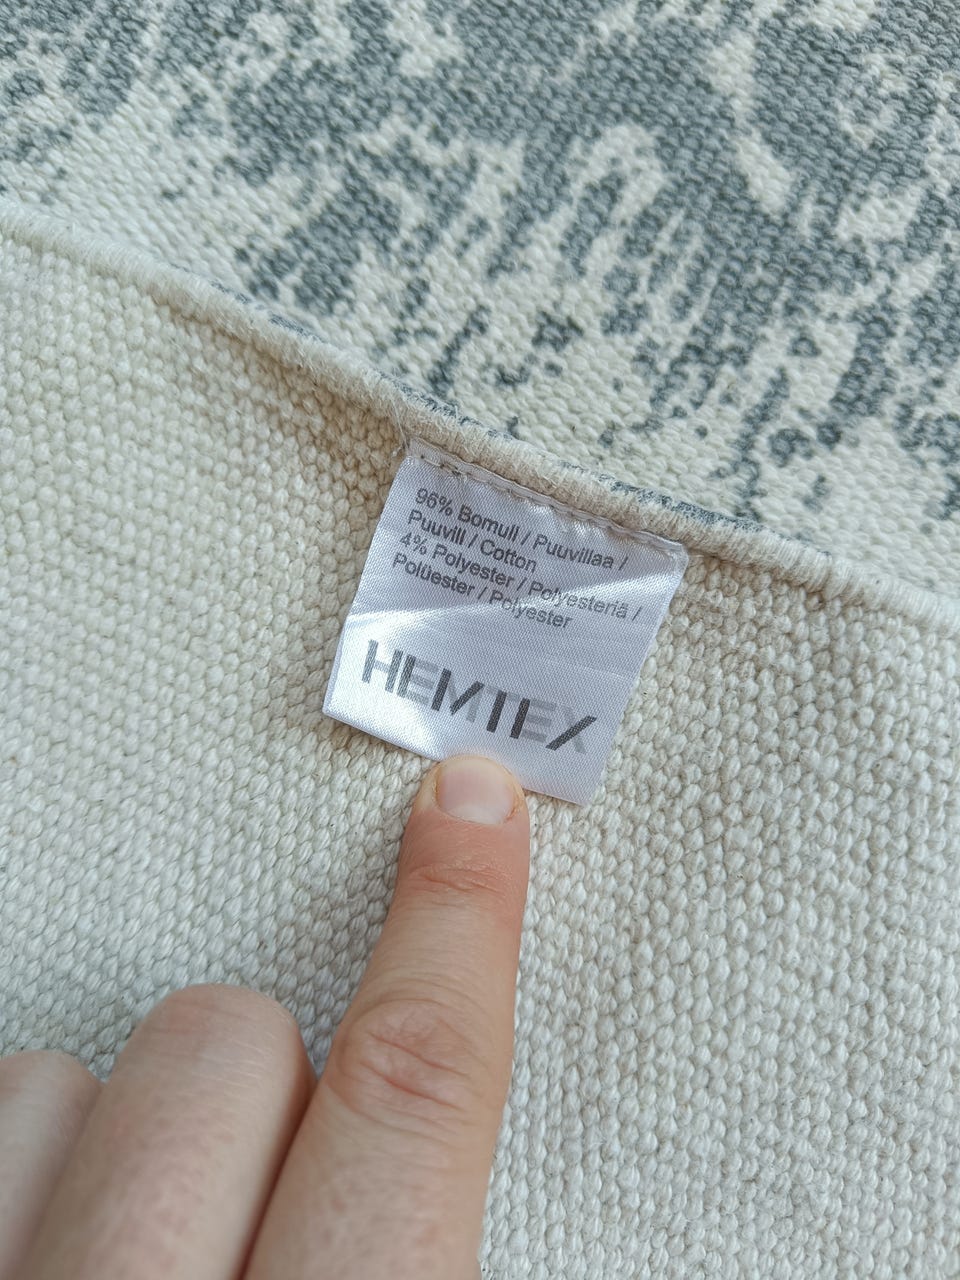 96% Bomull / Puuvillaa /
Puuvill / Cotton
4% Polyester / Polyesteriä /
Polüester / Polyester
HEMTEX